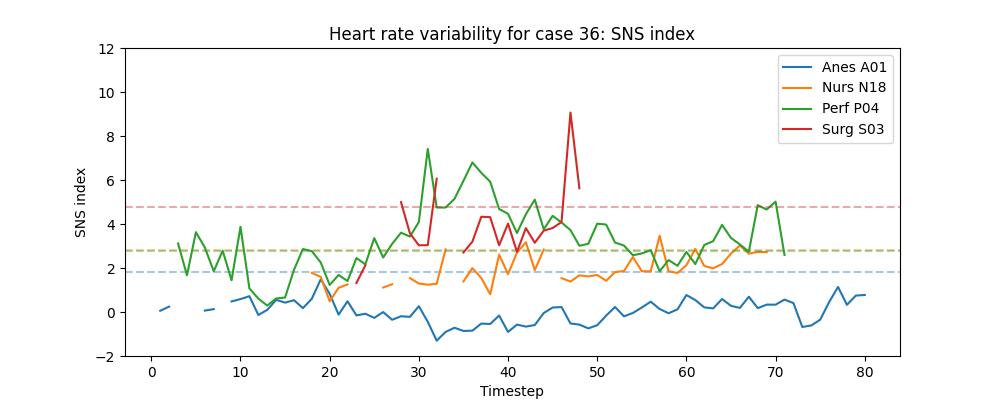 Heart rate variability for case 36: SNS index
12
10
8
6
4
2
0
−2
SNS index
Anes A01
Nurs N18
Perf P04
Surg S03
0 10 20 30 40 50 60 70 80
Timestep